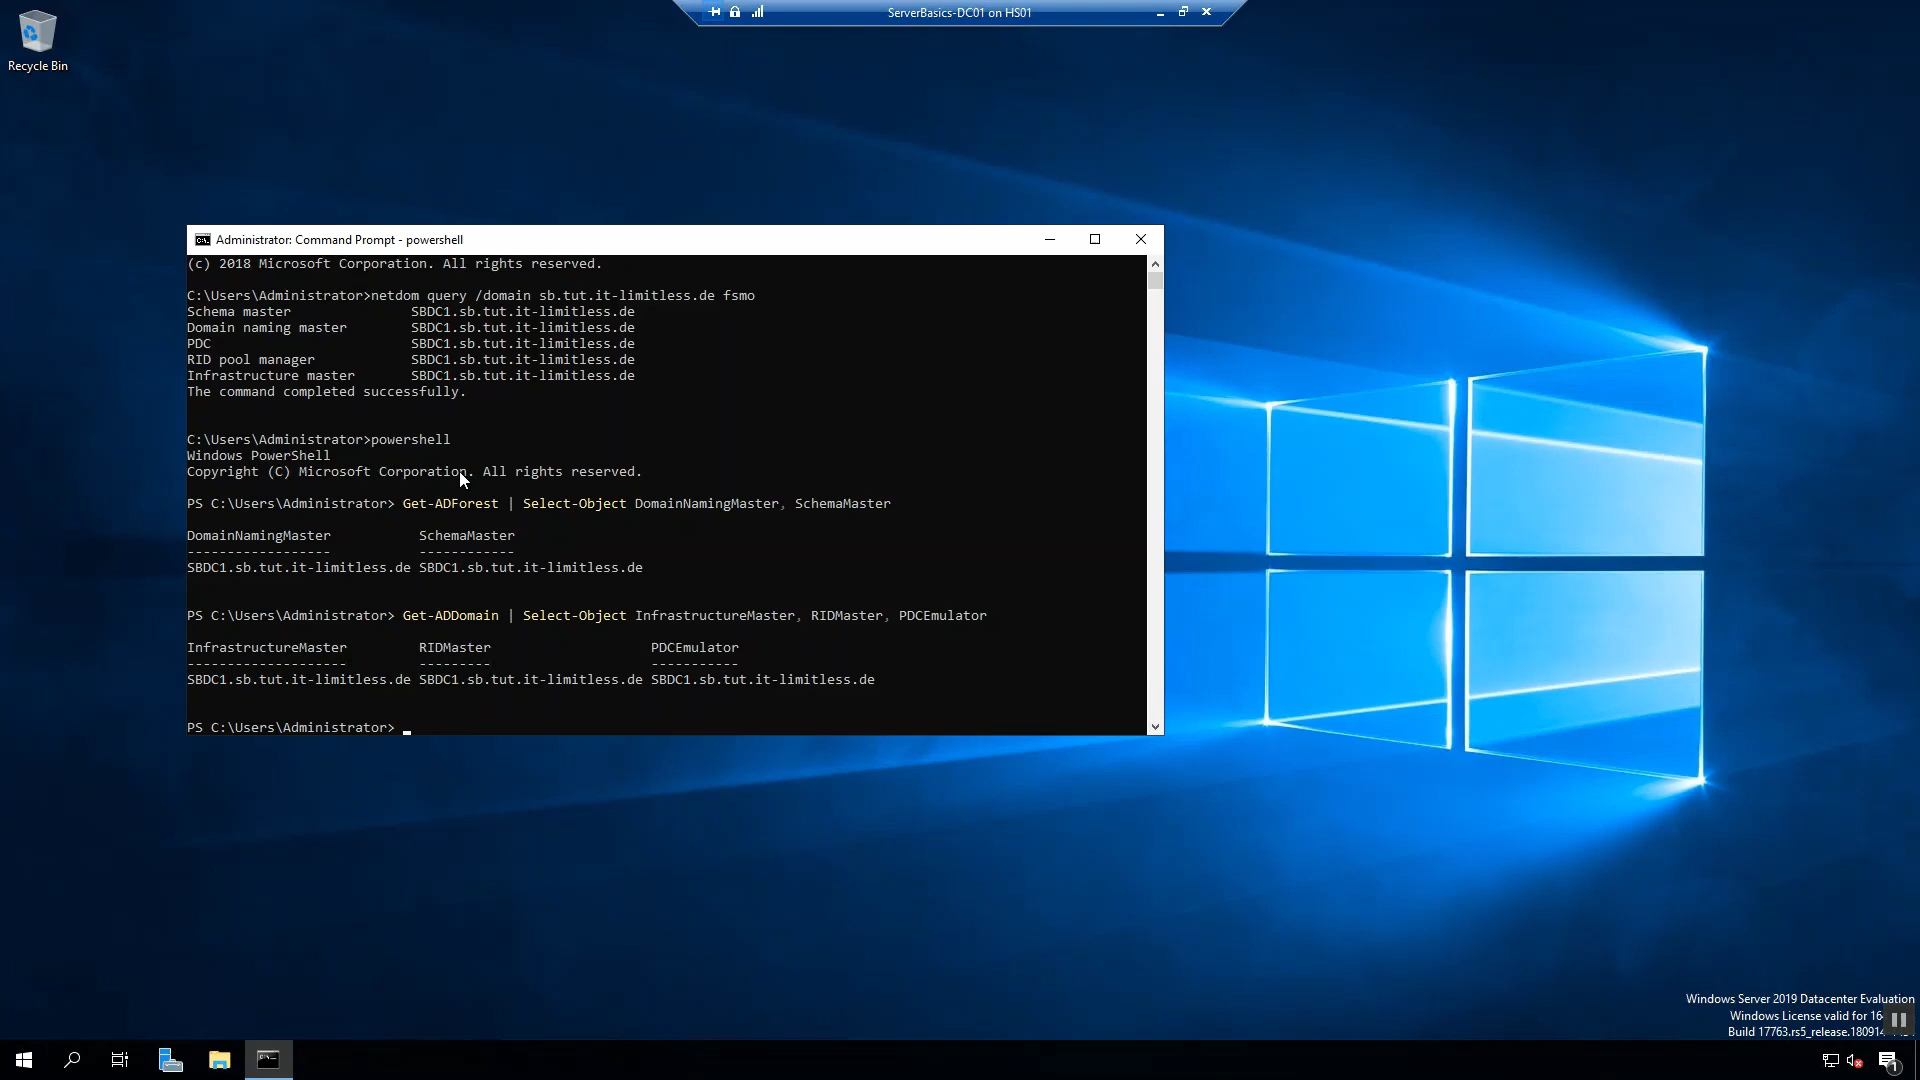 ServerBasics-DC01 on HS01
Recycle Bin
Administrator: Command Prompt - powershell
(c) 2018 Microsoft Corporation. All rights reserved.
C:\Users\Administrator>netdom query /domain sb.tut.it-limitless.de fsmo
Schema master SBDC1.sb.tut.it-limitless.de
Domain naming master SBDC1.sb.tut.it-limitless.de
PDC SBDC1.sb.tut.it-limitless.de
RID pool manager SBDC1.sb.tut.it-limitless.de
Infrastructure master SBDC1.sb.tut.it-limitless.de
The command completed successfully.
C:\Users\Administrator>powershell
Windows PowerShell
Copyright (C) Microsoft Corporation. All rights reserved.
PS C:\Users\Administrator> Get-ADForest | Select-Object DomainNamingMaster, SchemaMaster
DomainNamingMaster SchemaMaster
------------------ ------------
SBDC1.sb.tut.it-limitless.de SBDC1.sb.tut.it-limitless.de
PS C:\Users\Administrator> Get-ADDomain | Select-Object InfrastructureMaster, RIDMaster, PDCEmulator
InfrastructureMaster RIDMaster PDCEmulator
-------------------- --------- -----------
SBDC1.sb.tut.it-limitless.de SBDC1.sb.tut.it-limitless.de SBDC1.sb.tut.it-limitless.de
PS C:\Users\Administrator>
Windows Server 2019 Datacenter Evaluation
Windows License valid for
Build 17763.rs5_release.180914
1